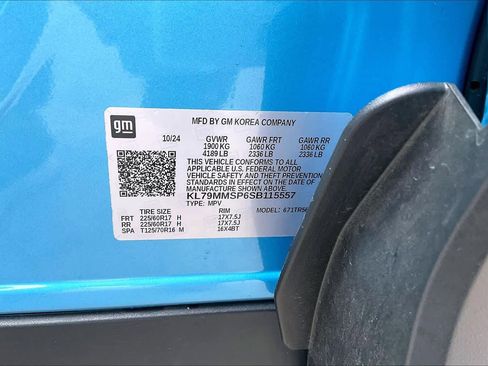 gm
MFD BY GM KOREA COMPANY
10/24 GVWR GAWR FRT GAWR RR
1900 KG 1060 KG 1060 KG
4189 LB 2336 LB 2336 LB
THIS VEHICLE CONFORMS TO ALL
APPLICABLE U.S. FEDERAL MOTOR
VEHICLE SAFETY AND THEFT PREVENTION
STANDARDS IN EFFECT ON THE DATE OF
MANUFACTURE SHOWN ABOVE.
KL79MMSP6SB115557
TYPE: MPV MODEL: 671TR56
TIRE SIZE RIM
FRT 225/60R17 H 17X7.5J
RR 225/60R17 H 17X7.5J
SPA T125/70R16 M 16X4BT